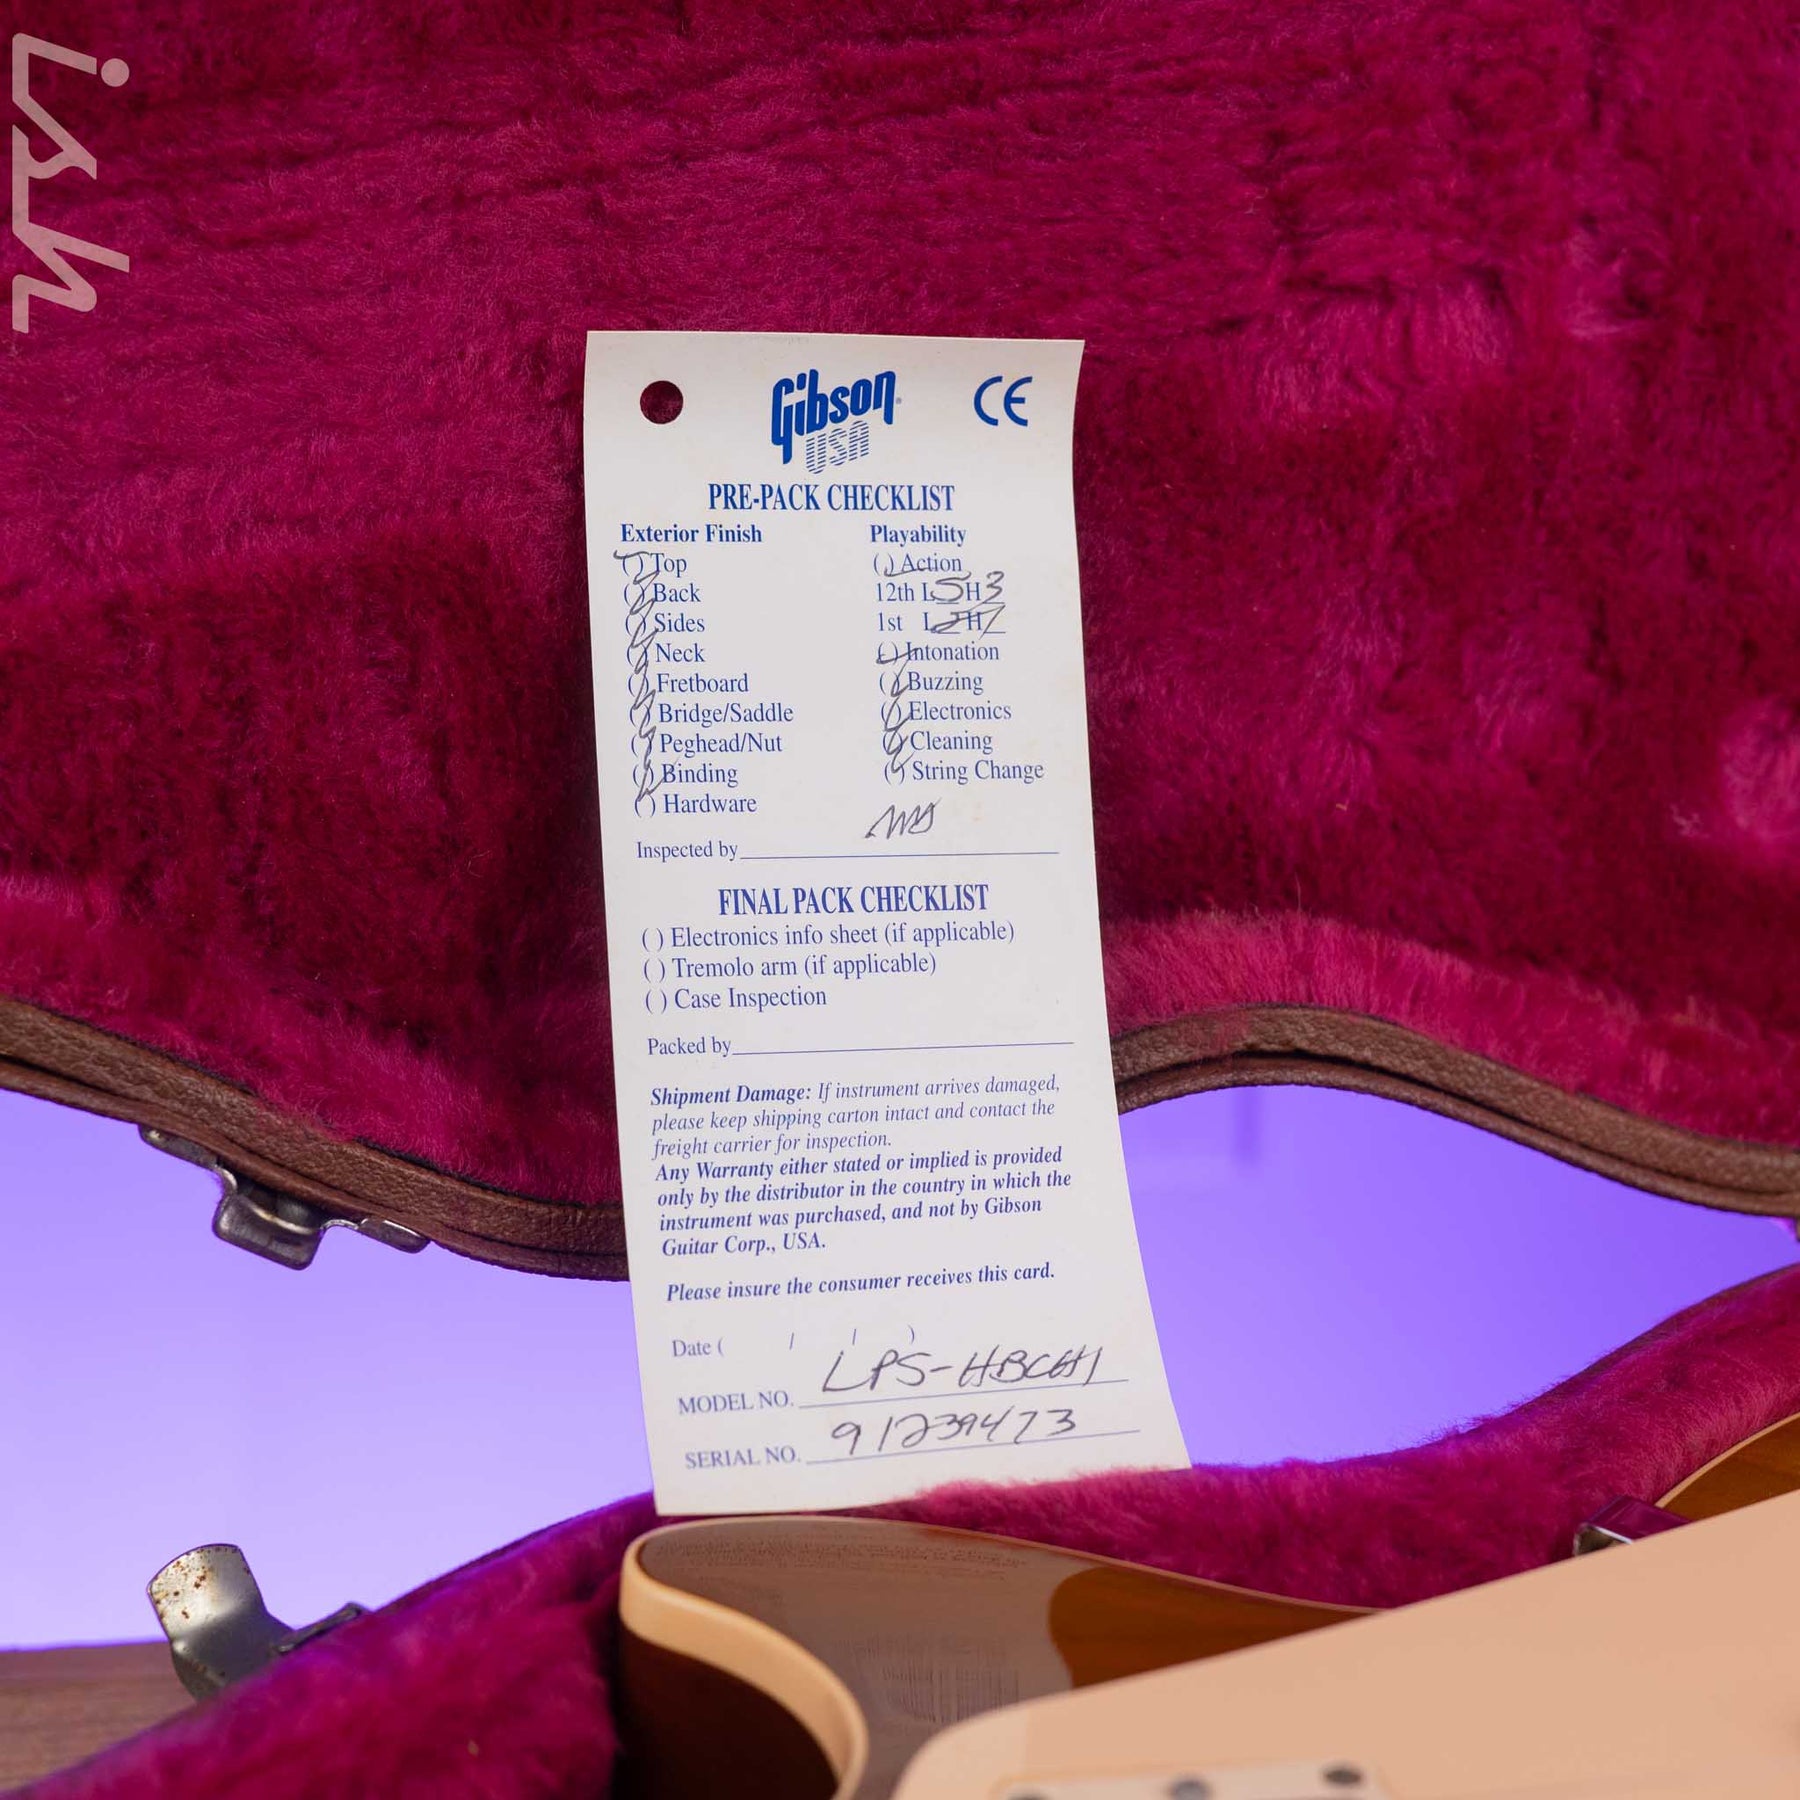 ish
Gibson
USA
CE
PRE-PACK CHECKLIST
Exterior Finish Playability
( ) Top ( ) Action
( ) Back 12th L 5 H 3
( ) Sides 1st L 2 H 1
( ) Neck ( ) Intonation
( ) Fretboard ( ) Buzzing
( ) Bridge/Saddle ( ) Electronics
( ) Peghead/Nut ( ) Cleaning
( ) Binding ( ) String Change
( ) Hardware
Inspected by
FINAL PACK CHECKLIST
( ) Electronics info sheet (if applicable)
( ) Tremolo arm (if applicable)
( ) Case Inspection
Packed by
Shipment Damage: If instrument arrives damaged,
please keep shipping carton intact and contact the
freight carrier for inspection.
Any Warranty either stated or implied is provided
only by the distributor in the country in which the
instrument was purchased, and not by Gibson
Guitar Corp., USA.
Please insure the consumer receives this card.
Date ( / / )
MODEL NO. LPS-HBCH1
SERIAL NO. 91239473